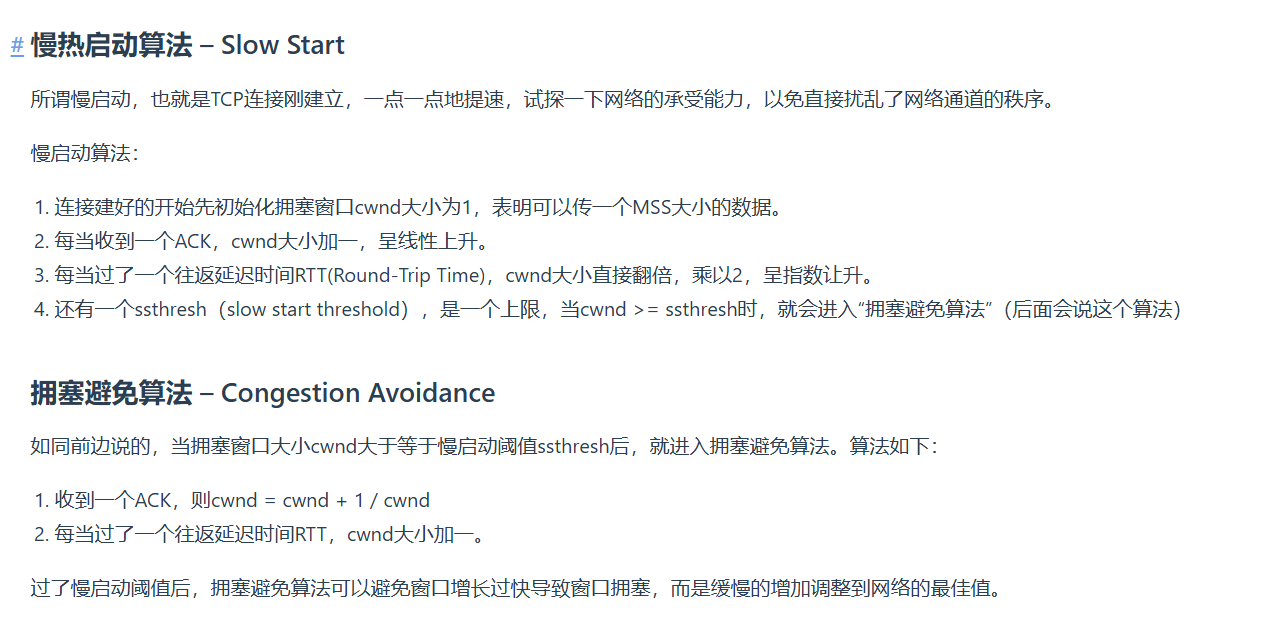 # 慢热启动算法 – Slow Start
所谓慢启动，也就是TCP连接刚建立，一点一点地提速，试探一下网络的承受能力，以免直接扰乱了网络通道的秩序。
慢启动算法：
1. 连接建好的开始先初始化拥塞窗口cwnd大小为1，表明可以传一个MSS大小的数据。
2. 每当收到一个ACK，cwnd大小加一，呈线性上升。
3. 每当过了一个往返延迟时间RTT(Round-Trip Time)，cwnd大小直接翻倍，乘以2，呈指数让升。
4. 还有一个ssthresh（slow start threshold），是一个上限，当cwnd >= ssthresh时，就会进入“拥塞避免算法”（后面会说这个算法）
拥塞避免算法 – Congestion Avoidance
如同前边说的，当拥塞窗口大小cwnd大于等于慢启动阈值ssthresh后，就进入拥塞避免算法。算法如下：
1. 收到一个ACK，则cwnd = cwnd + 1 / cwnd
2. 每当过了一个往返延迟时间RTT，cwnd大小加一。
过了慢启动阈值后，拥塞避免算法可以避免窗口增长过快导致窗口拥塞，而是缓慢的增加调整到网络的最佳值。